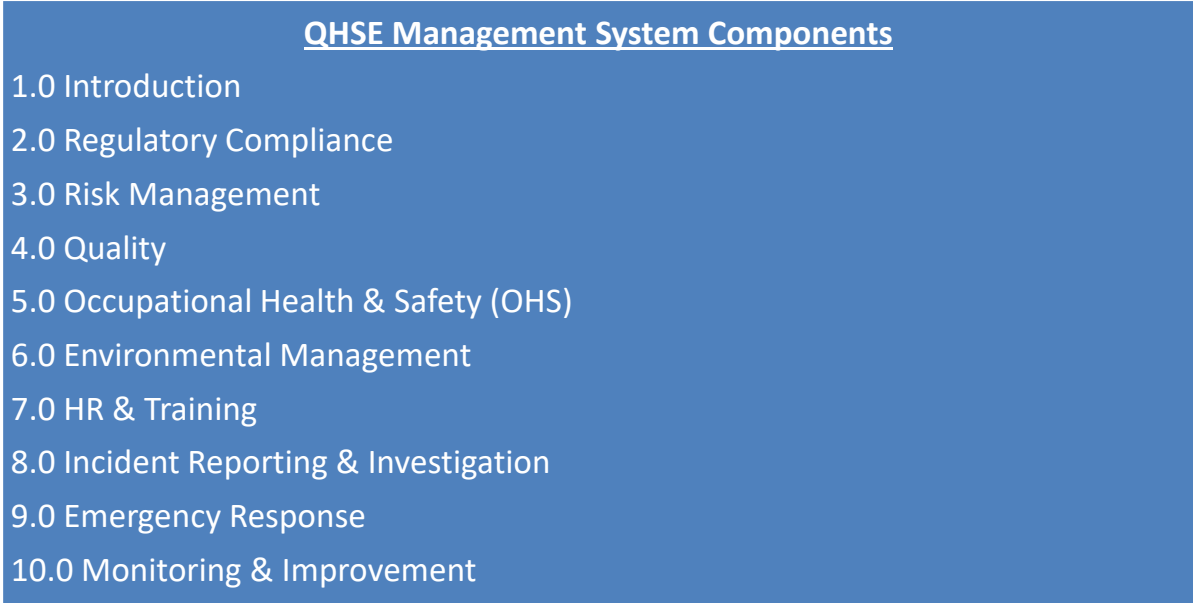 QHSE Management System Components
1.0 Introduction
2.0 Regulatory Compliance
3.0 Risk Management
4.0 Quality
5.0 Occupational Health & Safety (OHS)
6.0 Environmental Management
7.0 HR & Training
8.0 Incident Reporting & Investigation
9.0 Emergency Response
10.0 Monitoring & Improvement